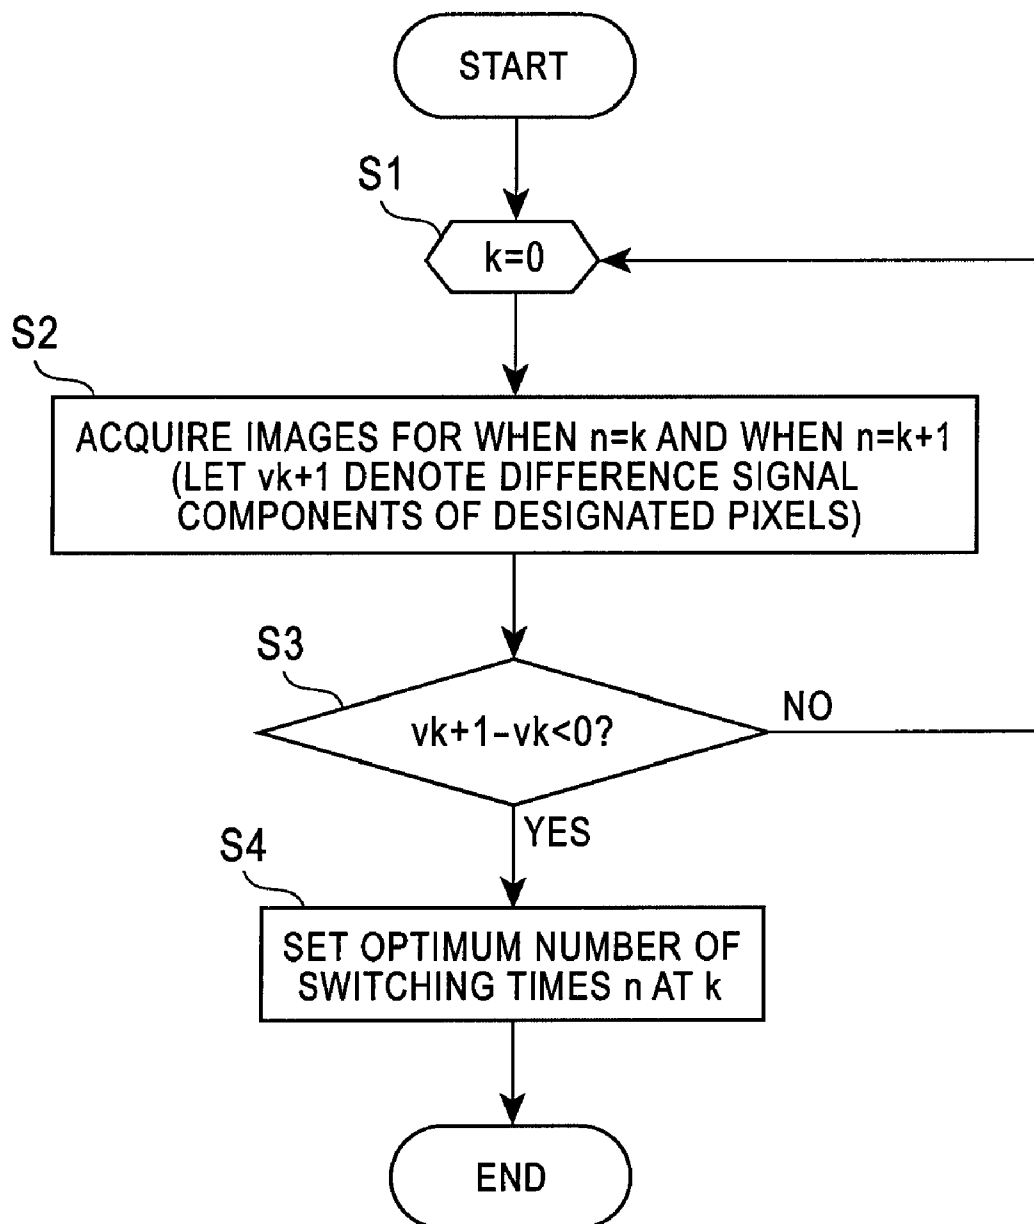 START
S1
k=0
S2
ACQUIRE IMAGES FOR WHEN n=k AND WHEN n=k+1
(LET vk+1 DENOTE DIFFERENCE SIGNAL
COMPONENTS OF DESIGNATED PIXELS)
S3
vk+1-vk<0?
NO
YES
S4
SET OPTIMUM NUMBER OF
SWITCHING TIMES n AT k
END